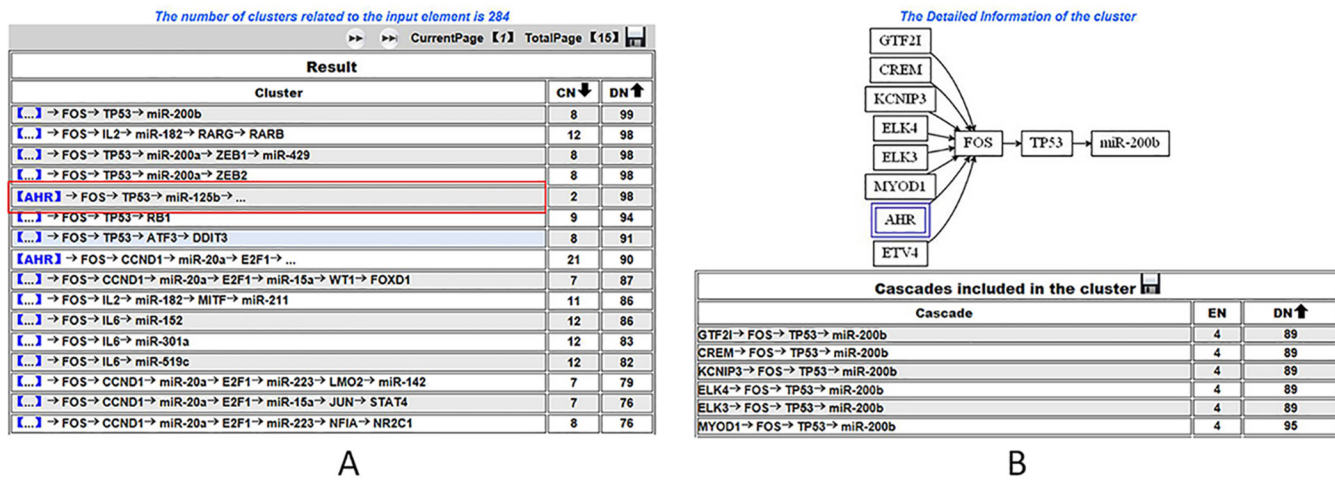 The number of clusters related to the input element is 284
CurrentPage 【1】 TotalPage 【15】
Result
Cluster CN DN
【...】 → FOS → TP53 → miR-200b 8 99
【...】 → FOS → IL2 → miR-182 → RARG → RARB 12 98
【...】 → FOS → TP53 → miR-200a → ZEB1 → miR-429 8 98
【...】 → FOS → TP53 → miR-200a → ZEB2 8 98
【AHR】 → FOS → TP53 → miR-125b → ... 2 98
【...】 → FOS → TP53 → RB1 9 94
【...】 → FOS → TP53 → ATF3 → DDIT3 8 91
【AHR】 → FOS → CCND1 → miR-20a → E2F1 → ... 21 90
【...】 → FOS → CCND1 → miR-20a → E2F1 → miR-15a → WT1 → FOXD1 7 87
【...】 → FOS → IL2 → miR-182 → MITF → miR-211 11 86
【...】 → FOS → IL6 → miR-152 12 86
【...】 → FOS → IL6 → miR-301a 12 83
【...】 → FOS → IL6 → miR-519c 12 82
【...】 → FOS → CCND1 → miR-20a → E2F1 → miR-223 → LMO2 → miR-142 7 79
【...】 → FOS → CCND1 → miR-20a → E2F1 → miR-15a → JUN → STAT4 7 76
【...】 → FOS → CCND1 → miR-20a → E2F1 → miR-223 → NFIA → NR2C1 8 76
A
The Detailed Information of the cluster
GTF2I
CREM
KCNIP3
ELK4
FOS TP53 miR-200b
ELK3
MYOD1
AHR
ETV4
Cascades included in the cluster
Cascade EN DN
GTF2I → FOS → TP53 → miR-200b 4 89
CREM → FOS → TP53 → miR-200b 4 89
KCNIP3 → FOS → TP53 → miR-200b 4 89
ELK4 → FOS → TP53 → miR-200b 4 89
ELK3 → FOS → TP53 → miR-200b 4 89
MYOD1 → FOS → TP53 → miR-200b 4 95
B